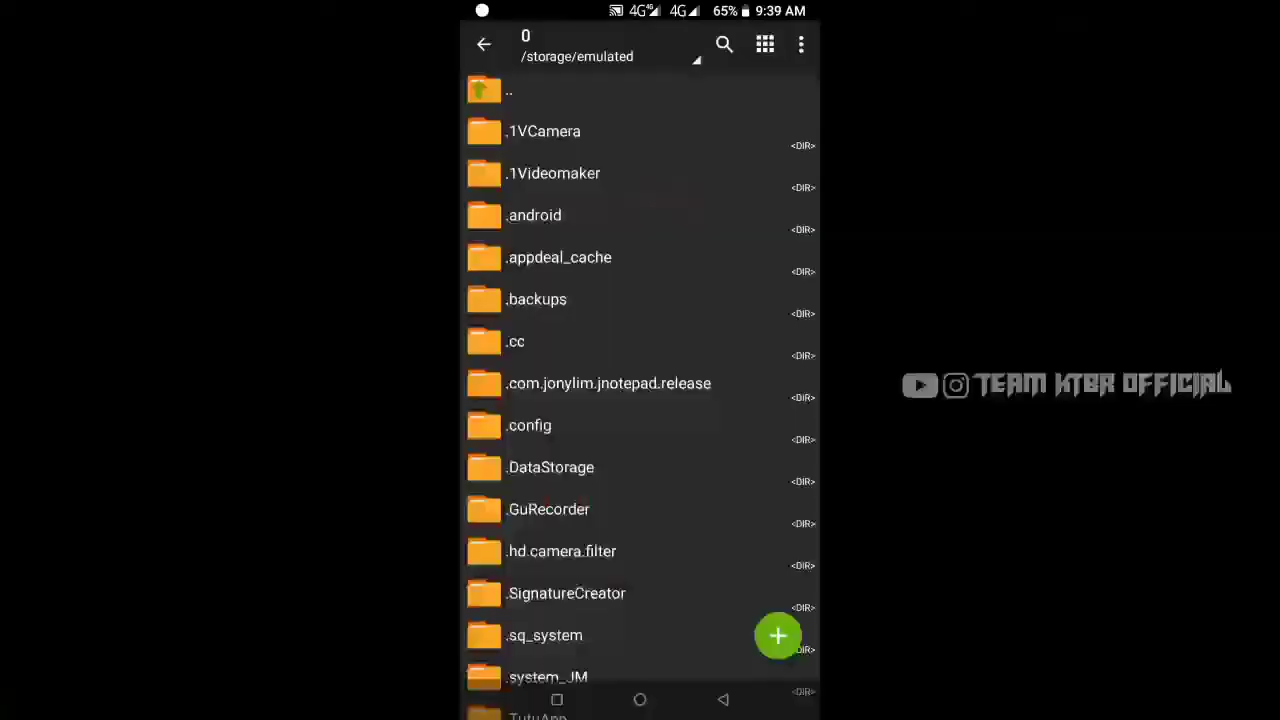 4G 4G 4G 65% 9:39 AM
0
/storage/emulated
..
.1VCamera
<DIR>
.1Videomaker
<DIR>
.android
<DIR>
.appdeal_cache
<DIR>
.backups
<DIR>
.cc
<DIR>
.com.jonylim.jnotepad.release
<DIR>
.config
<DIR>
.DataStorage
<DIR>
.GuRecorder
<DIR>
.hd.camera.filter
<DIR>
.SignatureCreator
<DIR>
.sq_system
DIR>
.system_JM
<DIR>
.TutuApp
TEAM KTBR OFFICIAL